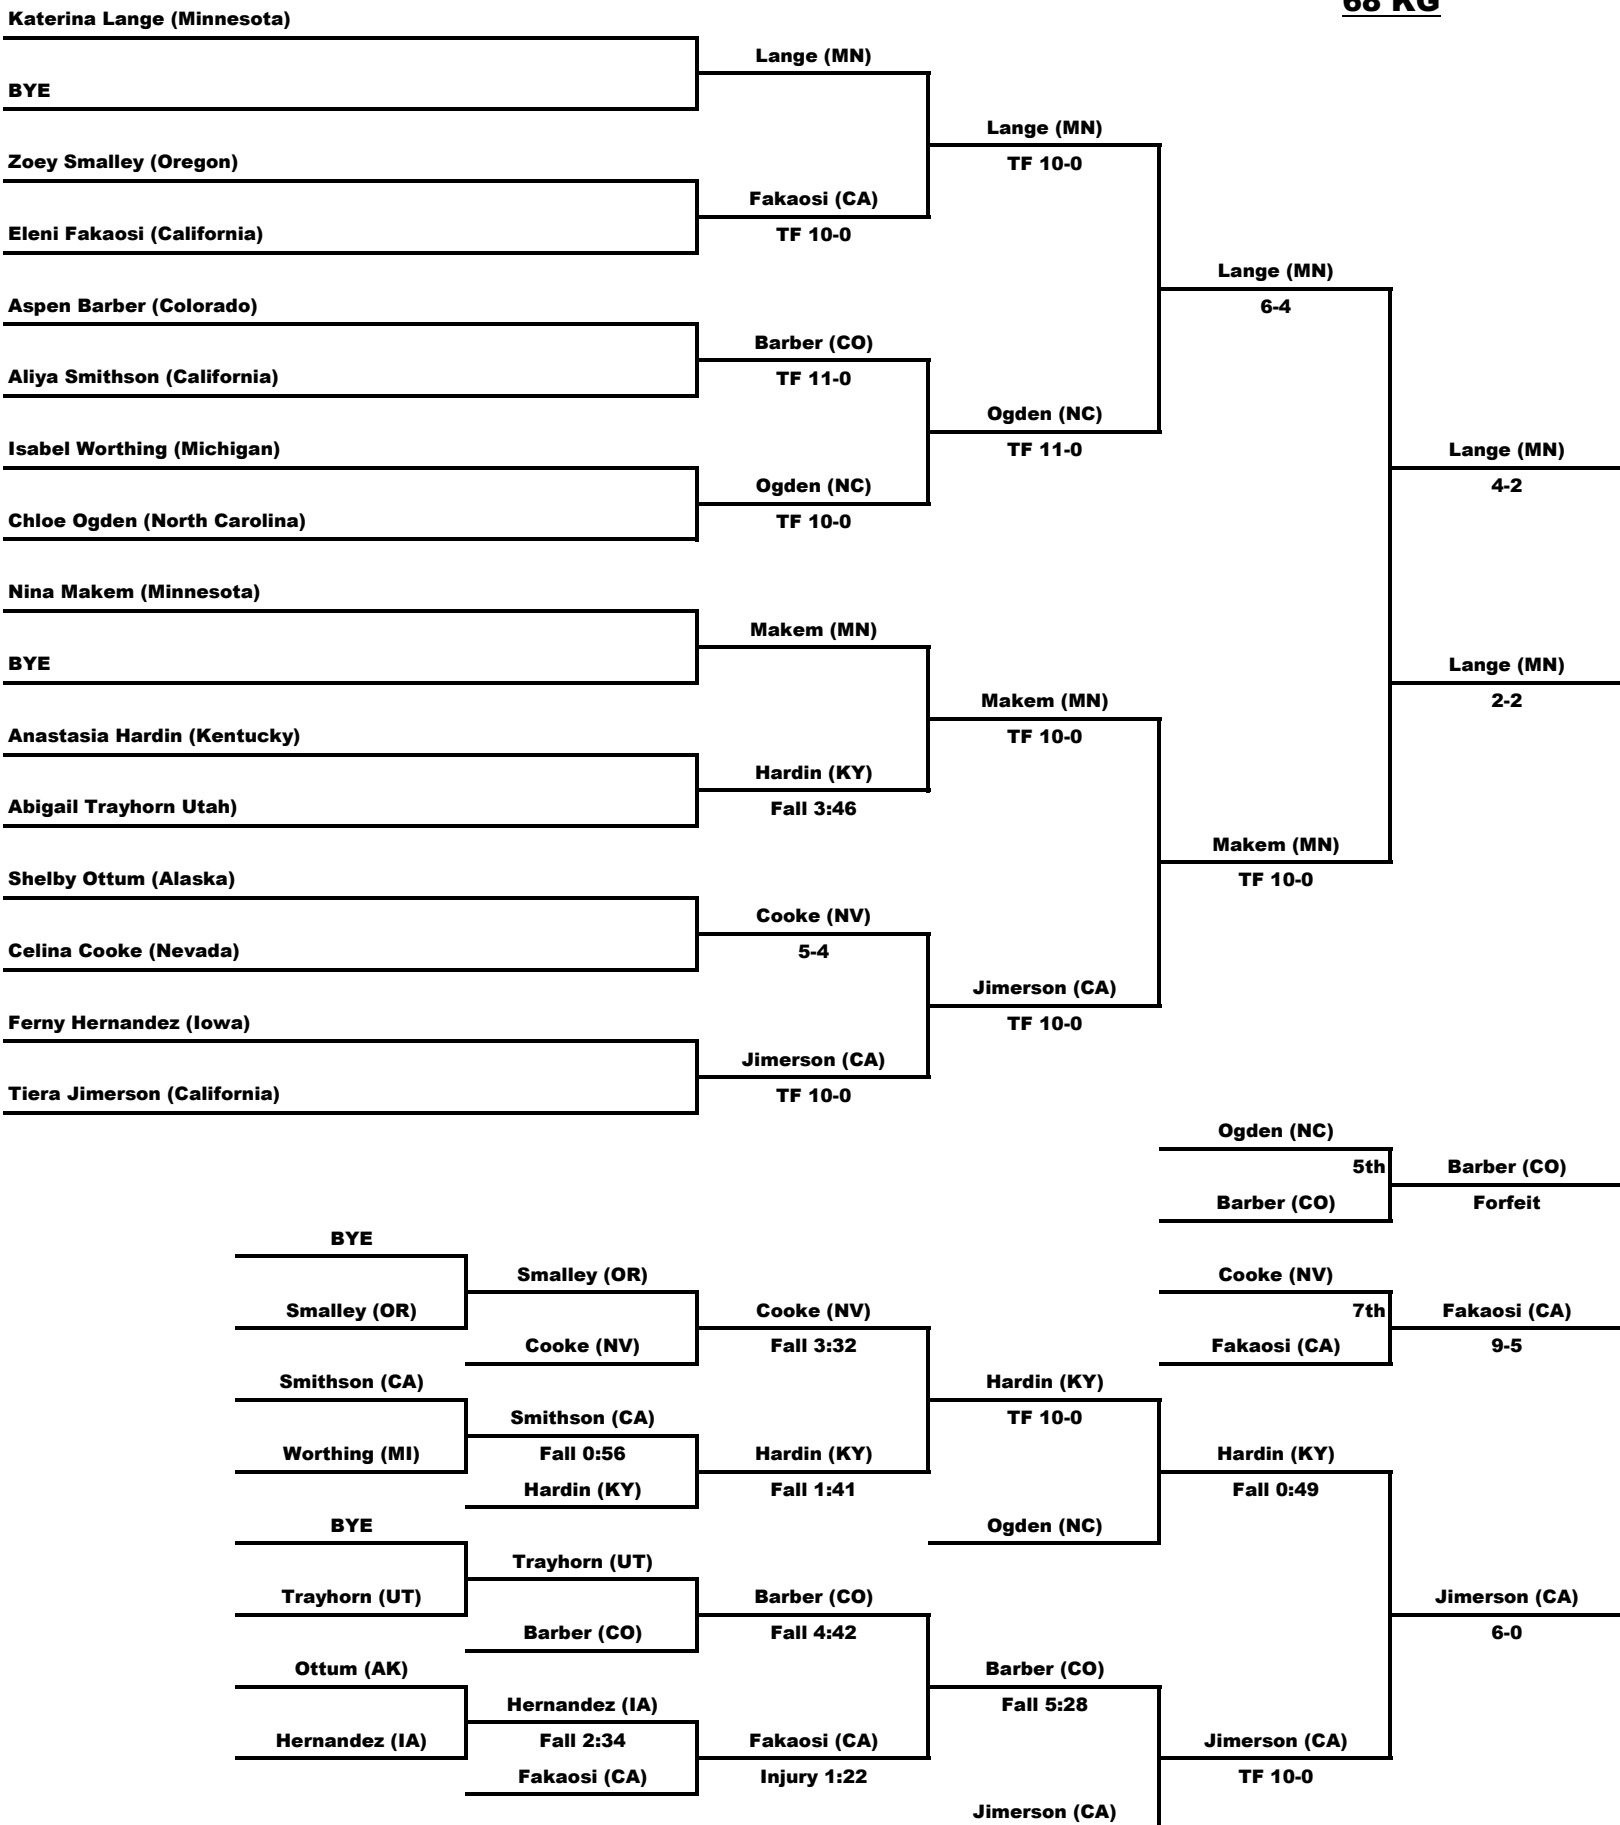 68 KG
Katerina Lange (Minnesota)
Lange (MN)
BYE
Lange (MN)
Zoey Smalley (Oregon)
TF 10-0
Fakaosi (CA)
Eleni Fakaosi (California)
TF 10-0
Lange (MN)
Aspen Barber (Colorado)
6-4
Barber (CO)
Aliya Smithson (California)
TF 11-0
Ogden (NC)
Isabel Worthing (Michigan)
TF 11-0
Lange (MN)
Ogden (NC)
4-2
Chloe Ogden (North Carolina)
TF 10-0
Nina Makem (Minnesota)
Makem (MN)
BYE
Lange (MN)
Makem (MN)
2-2
Anastasia Hardin (Kentucky)
TF 10-0
Hardin (KY)
Abigail Trayhorn Utah)
Fall 3:46
Makem (MN)
Shelby Ottum (Alaska)
TF 10-0
Cooke (NV)
Celina Cooke (Nevada)
5-4
Jimerson (CA)
Ferny Hernandez (Iowa)
TF 10-0
Jimerson (CA)
Tiera Jimerson (California)
TF 10-0
Ogden (NC)
5th
Barber (CO)
Barber (CO)
Forfeit
BYE
Smalley (OR)
Cooke (NV)
Smalley (OR)
Cooke (NV)
7th
Fakaosi (CA)
Cooke (NV)
Fall 3:32
Fakaosi (CA)
9-5
Smithson (CA)
Hardin (KY)
Smithson (CA)
TF 10-0
Worthing (MI)
Fall 0:56
Hardin (KY)
Hardin (KY)
Hardin (KY)
Fall 1:41
Fall 0:49
BYE
Ogden (NC)
Trayhorn (UT)
Trayhorn (UT)
Barber (CO)
Jimerson (CA)
Barber (CO)
Fall 4:42
6-0
Ottum (AK)
Barber (CO)
Hernandez (IA)
Fall 5:28
Hernandez (IA)
Fall 2:34
Fakaosi (CA)
Jimerson (CA)
Fakaosi (CA)
Injury 1:22
TF 10-0
Jimerson (CA)